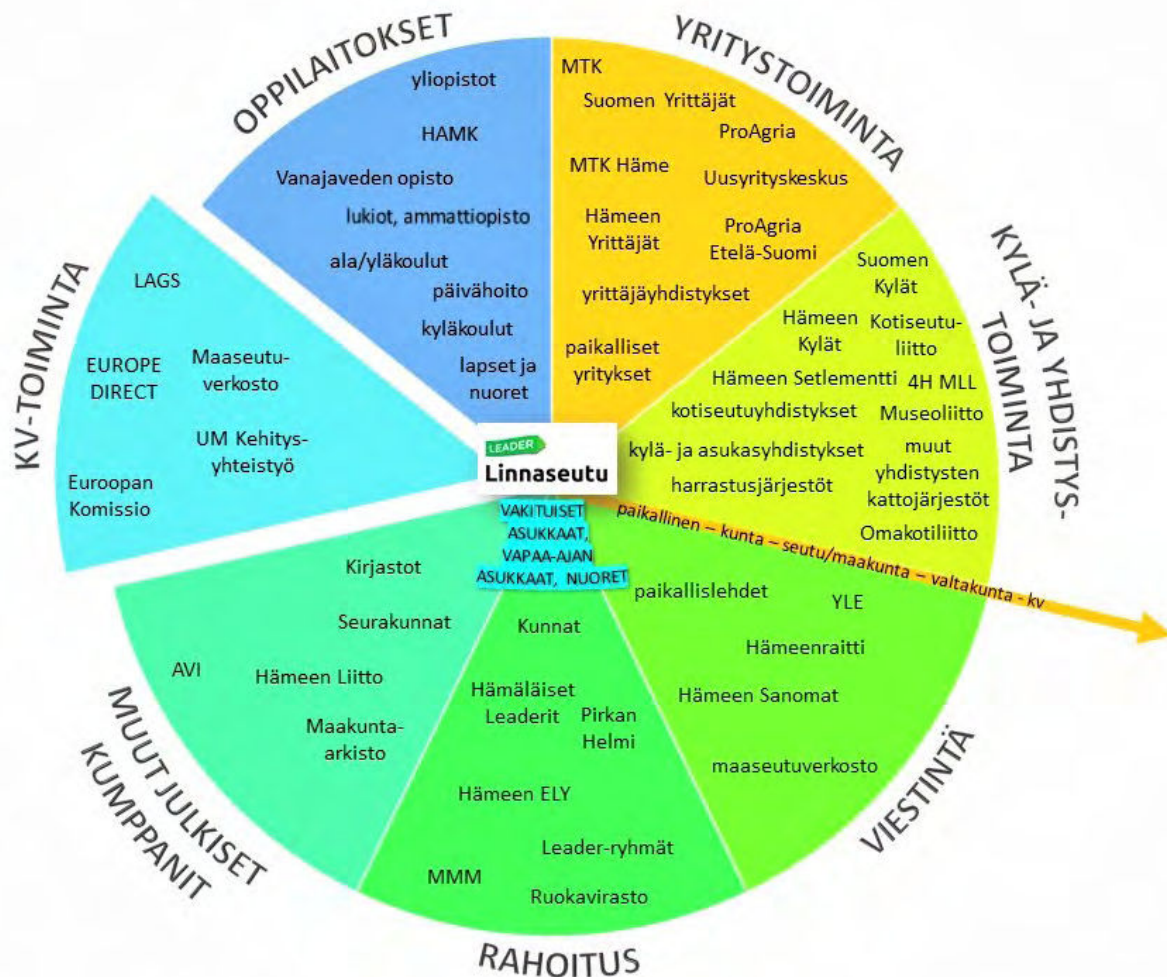 OPPILAITOKSET
yliopistot
HAMK
Vanajaveden opisto
lukiot, ammattiopisto
ala/yläkoulut
päivähoito
kyläkoulut
lapset ja
nuoret
YRITYSTOIMINTA
MTK
Suomen Yrittäjät
ProAgria
MTK Häme
Uusyrityskeskus
Hämeen
Yrittäjät
ProAgria
Etelä-Suomi
yrittäjäyhdistykset
paikalliset
yritykset
KYLÄ- JA YHDISTYS-
TOIMINTA
Suomen
Kylät
Hämeen
Kylät
Kotiseutu-
liitto
Hämeen Setlementti
4H MLL
kotiseutuyhdistykset
Museoliitto
kylä- ja asukasyhdistykset
muut
yhdistysten
kattojärjestöt
harrastusjärjestöt
Omakotiliitto
paikallinen – kunta – seutu/maakunta – valtakunta - kv
VIESTINTÄ
paikallislehdet
YLE
Hämeenraitti
Hämeen Sanomat
maaseutuverkosto
RAHOITUS
Kunnat
Hämäläiset
Leaderit
Pirkan
Helmi
Hämeen ELY
Leader-ryhmät
MMM
Ruokavirasto
MUUT JULKISET
KUMPPANIT
Kirjastot
Seurakunnat
AVI
Hämeen Liitto
Maakunta-
arkisto
KV-TOIMINTA
LAGS
EUROPE
DIRECT
Maaseutu-
verkosto
UM Kehitys-
yhteistyö
Euroopan
Komissio
LEADER
Linnaseutu
VAKITUISET
ASUKKAAT,
VAPAA-AJAN
ASUKKAAT, NUORET